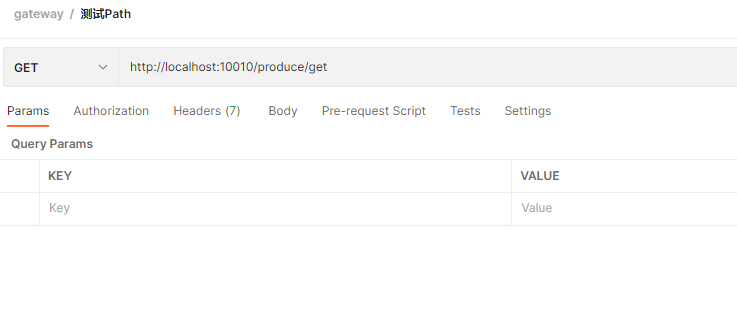 gateway / 测试Path
GET http://localhost:10010/produce/get
Params Authorization Headers (7) Body Pre-request Script Tests Settings
Query Params
KEY VALUE
Key Value